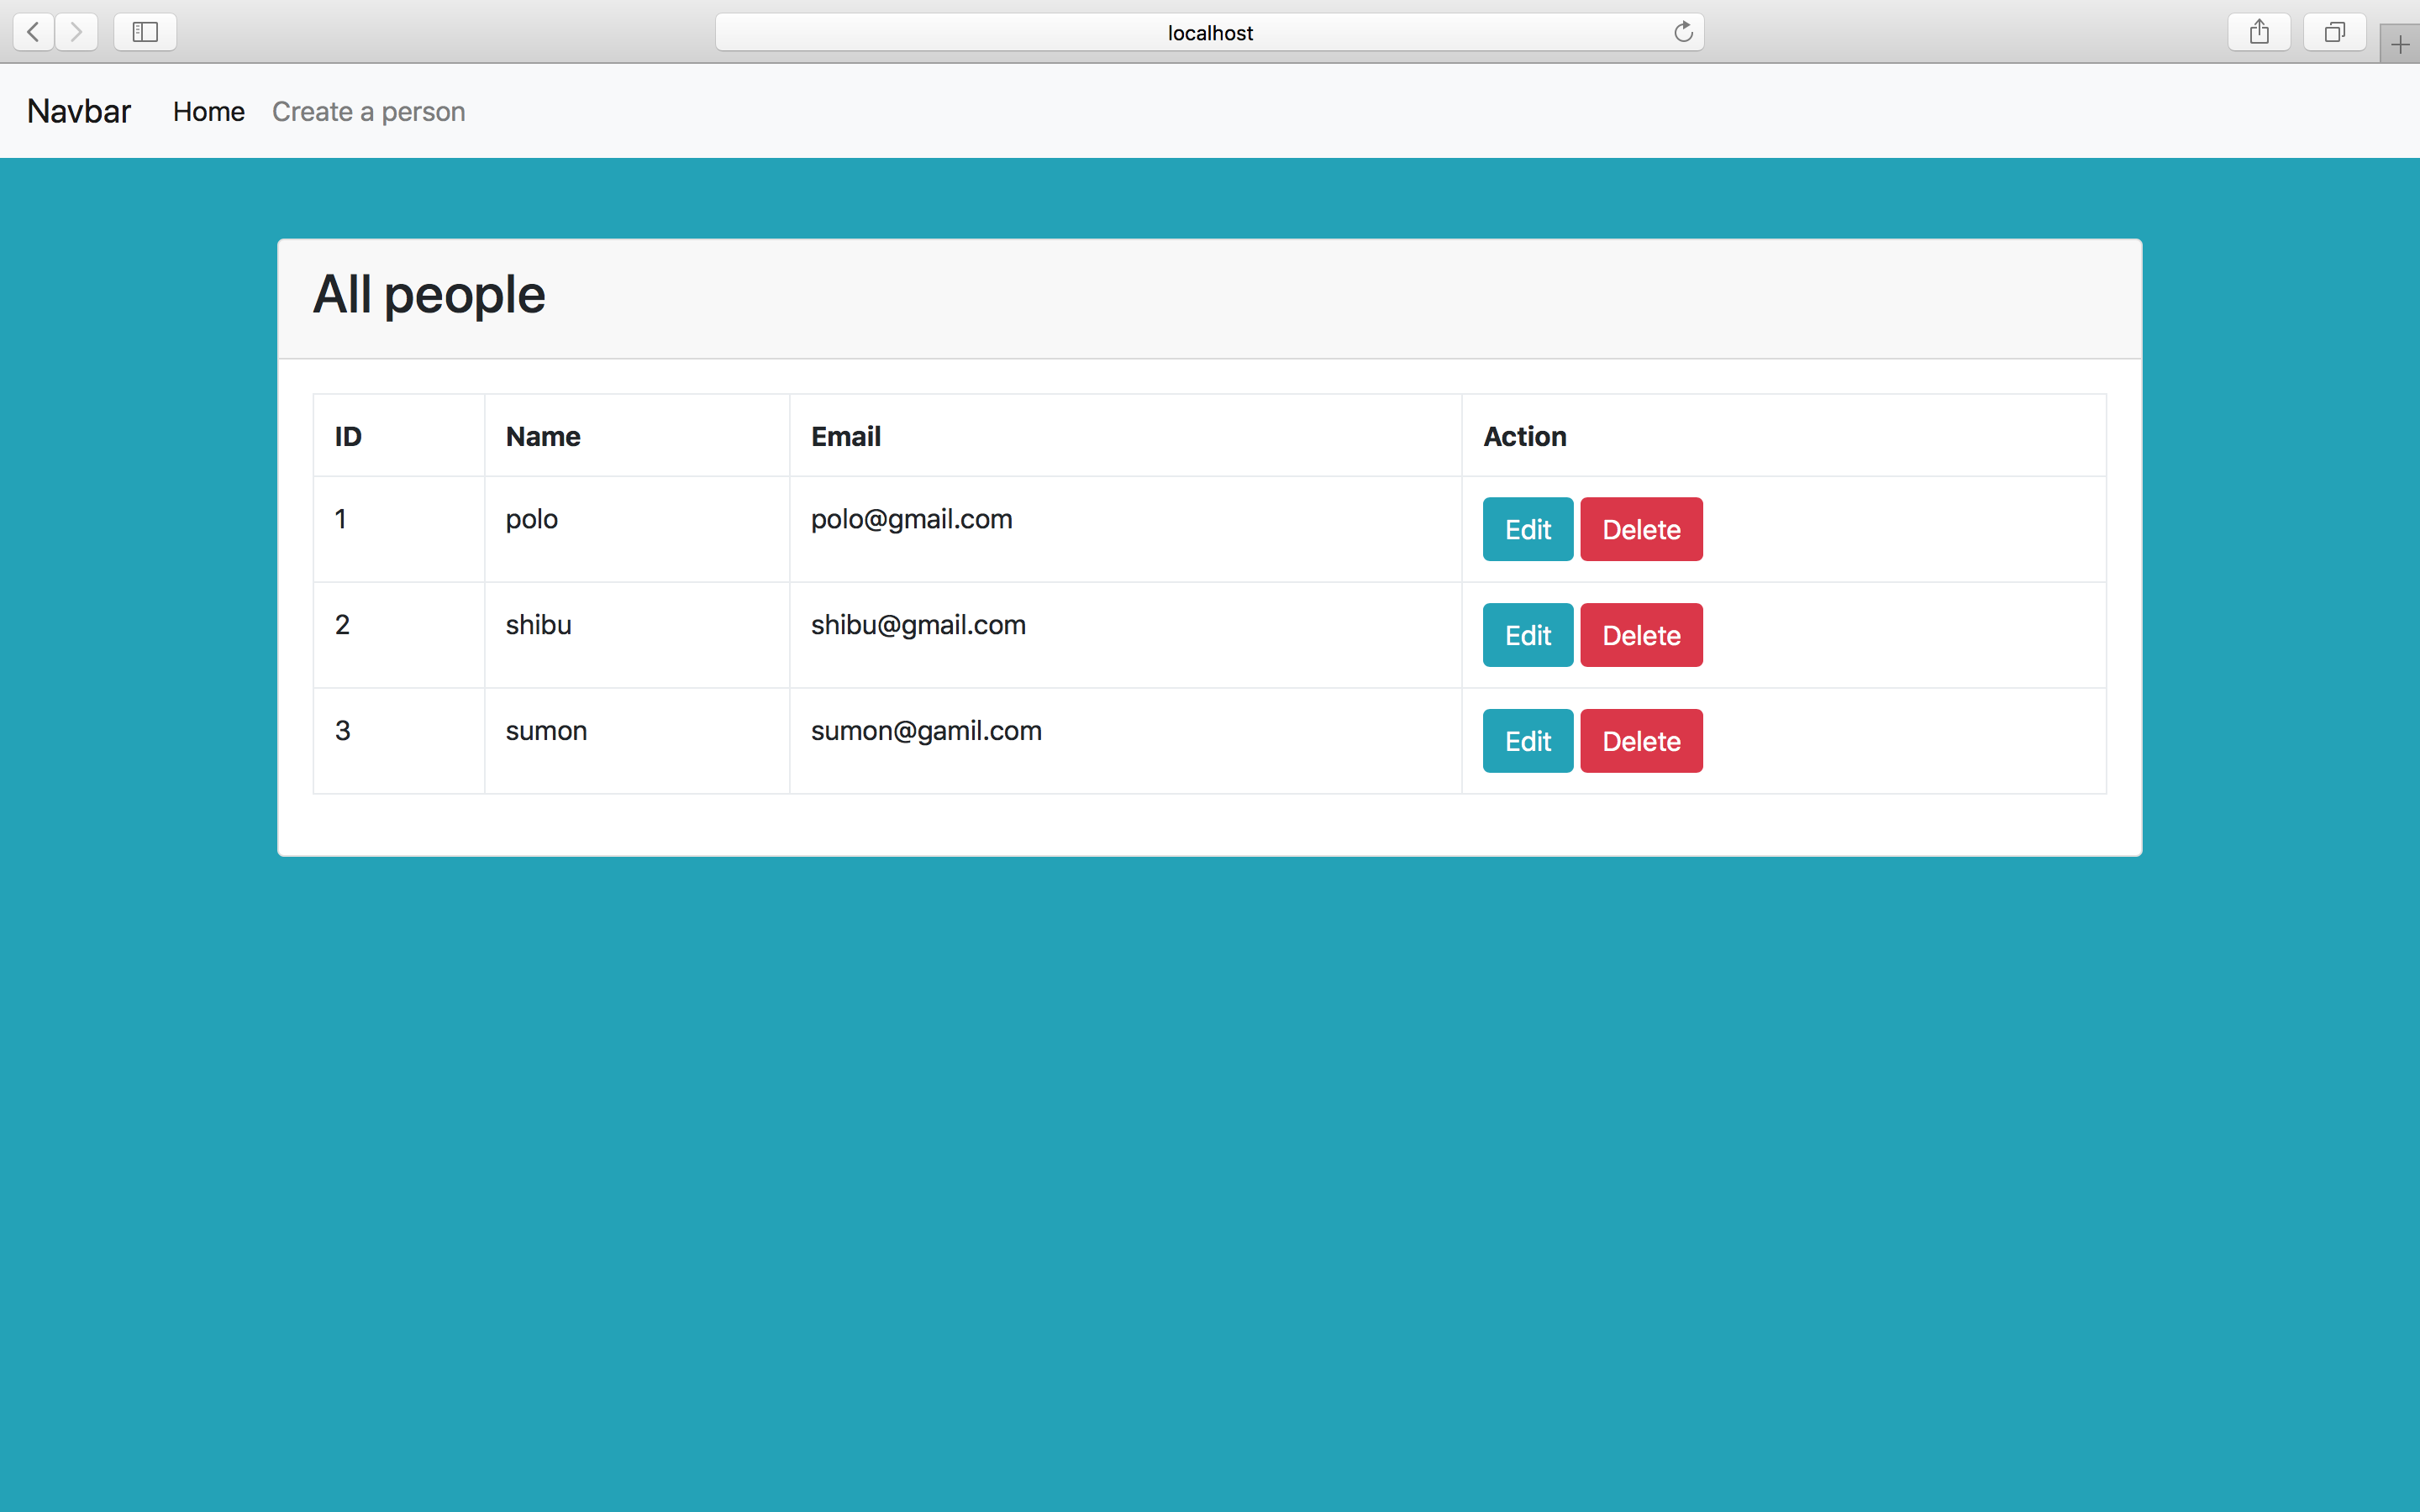 localhost
Navbar Home Create a person
All people
ID Name Email Action
1 polo polo@gmail.com Edit Delete
2 shibu shibu@gmail.com Edit Delete
3 sumon sumon@gamil.com Edit Delete